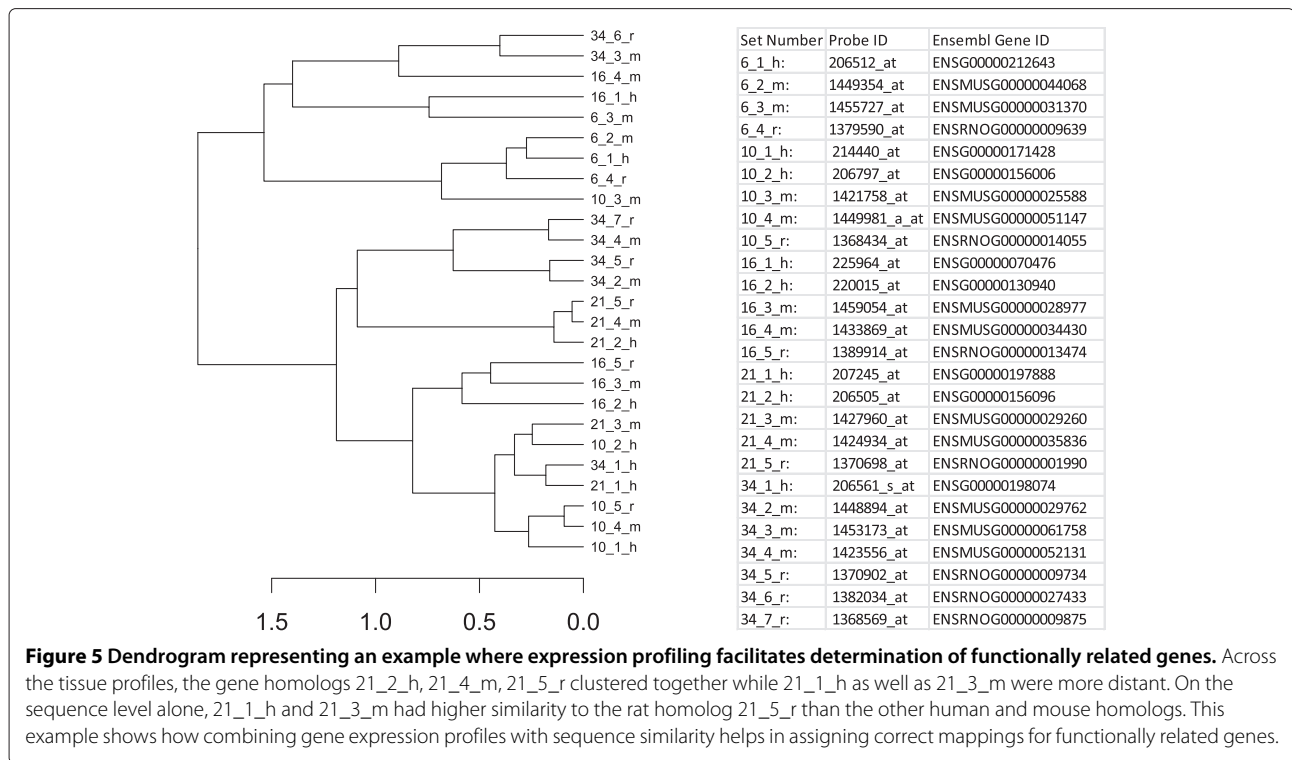 34_6_r
34_3_m
16_4_m
16_1_h
6_3_m
6_2_m
6_1_h
6_4_r
10_3_m
34_7_r
34_4_m
34_5_r
34_2_m
21_5_r
21_4_m
21_2_h
16_5_r
16_3_m
16_2_h
21_3_m
10_2_h
34_1_h
21_1_h
10_5_r
10_4_m
10_1_h
1.5 1.0 0.5 0.0
Set Number Probe ID Ensembl Gene ID
6_1_h: 206512_at ENSG00000212643
6_2_m: 1449354_at ENSMUSG00000044068
6_3_m: 1455727_at ENSMUSG00000031370
6_4_r: 1379590_at ENSRNOG00000009639
10_1_h: 214440_at ENSG00000171428
10_2_h: 206797_at ENSG00000156006
10_3_m: 1421758_at ENSMUSG00000025588
10_4_m: 1449981_a_at ENSMUSG00000051147
10_5_r: 1368434_at ENSRNOG00000014055
16_1_h: 225964_at ENSG00000070476
16_2_h: 220015_at ENSG00000130940
16_3_m: 1459054_at ENSMUSG00000028977
16_4_m: 1433869_at ENSMUSG00000034430
16_5_r: 1389914_at ENSRNOG00000013474
21_1_h: 207245_at ENSG00000197888
21_2_h: 206505_at ENSG00000156096
21_3_m: 1427960_at ENSMUSG00000029260
21_4_m: 1424934_at ENSMUSG00000035836
21_5_r: 1370698_at ENSRNOG00000001990
34_1_h: 206561_s_at ENSG00000198074
34_2_m: 1448894_at ENSMUSG00000029762
34_3_m: 1453173_at ENSMUSG00000061758
34_4_m: 1423556_at ENSMUSG00000052131
34_5_r: 1370902_at ENSRNOG00000009734
34_6_r: 1382034_at ENSRNOG00000027433
34_7_r: 1368569_at ENSRNOG00000009875
Figure 5 Dendrogram representing an example where expression profiling facilitates determination of functionally related genes. Across
the tissue profiles, the gene homologs 21_2_h, 21_4_m, 21_5_r clustered together while 21_1_h as well as 21_3_m were more distant. On the
sequence level alone, 21_1_h and 21_3_m had higher similarity to the rat homolog 21_5_r than the other human and mouse homologs. This
example shows how combining gene expression profiles with sequence similarity helps in assigning correct mappings for functionally related genes.